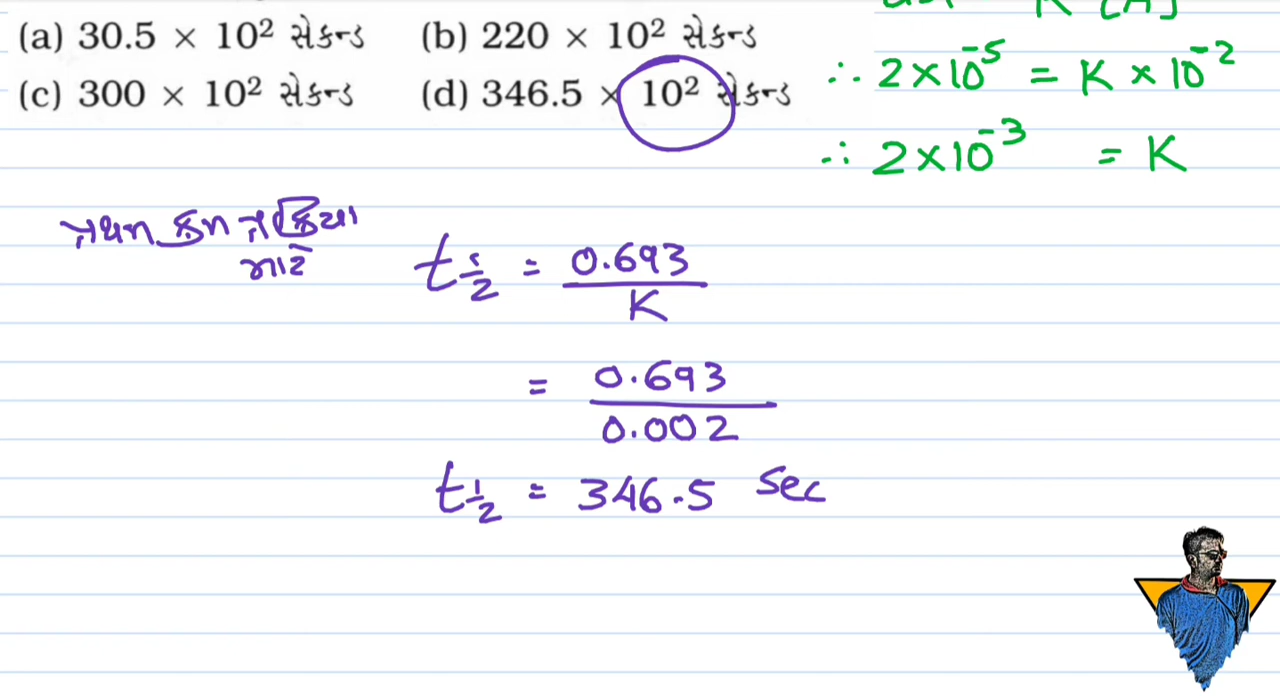 (a) 30.5 × 10² સેકન્ડ (b) 220 × 10² સેકન્ડ
(c) 300 × 10² સેકન્ડ (d) 346.5 × 10² સેકન્ડ
∴ 2×10⁻⁵ = K × 10⁻²
∴ 2×10⁻³ = K
પ્રથમ ક્રમ પ્રક્રિયા
માટે
t½ = 0.693 / K
= 0.693 / 0.002
t½ = 346.5 sec